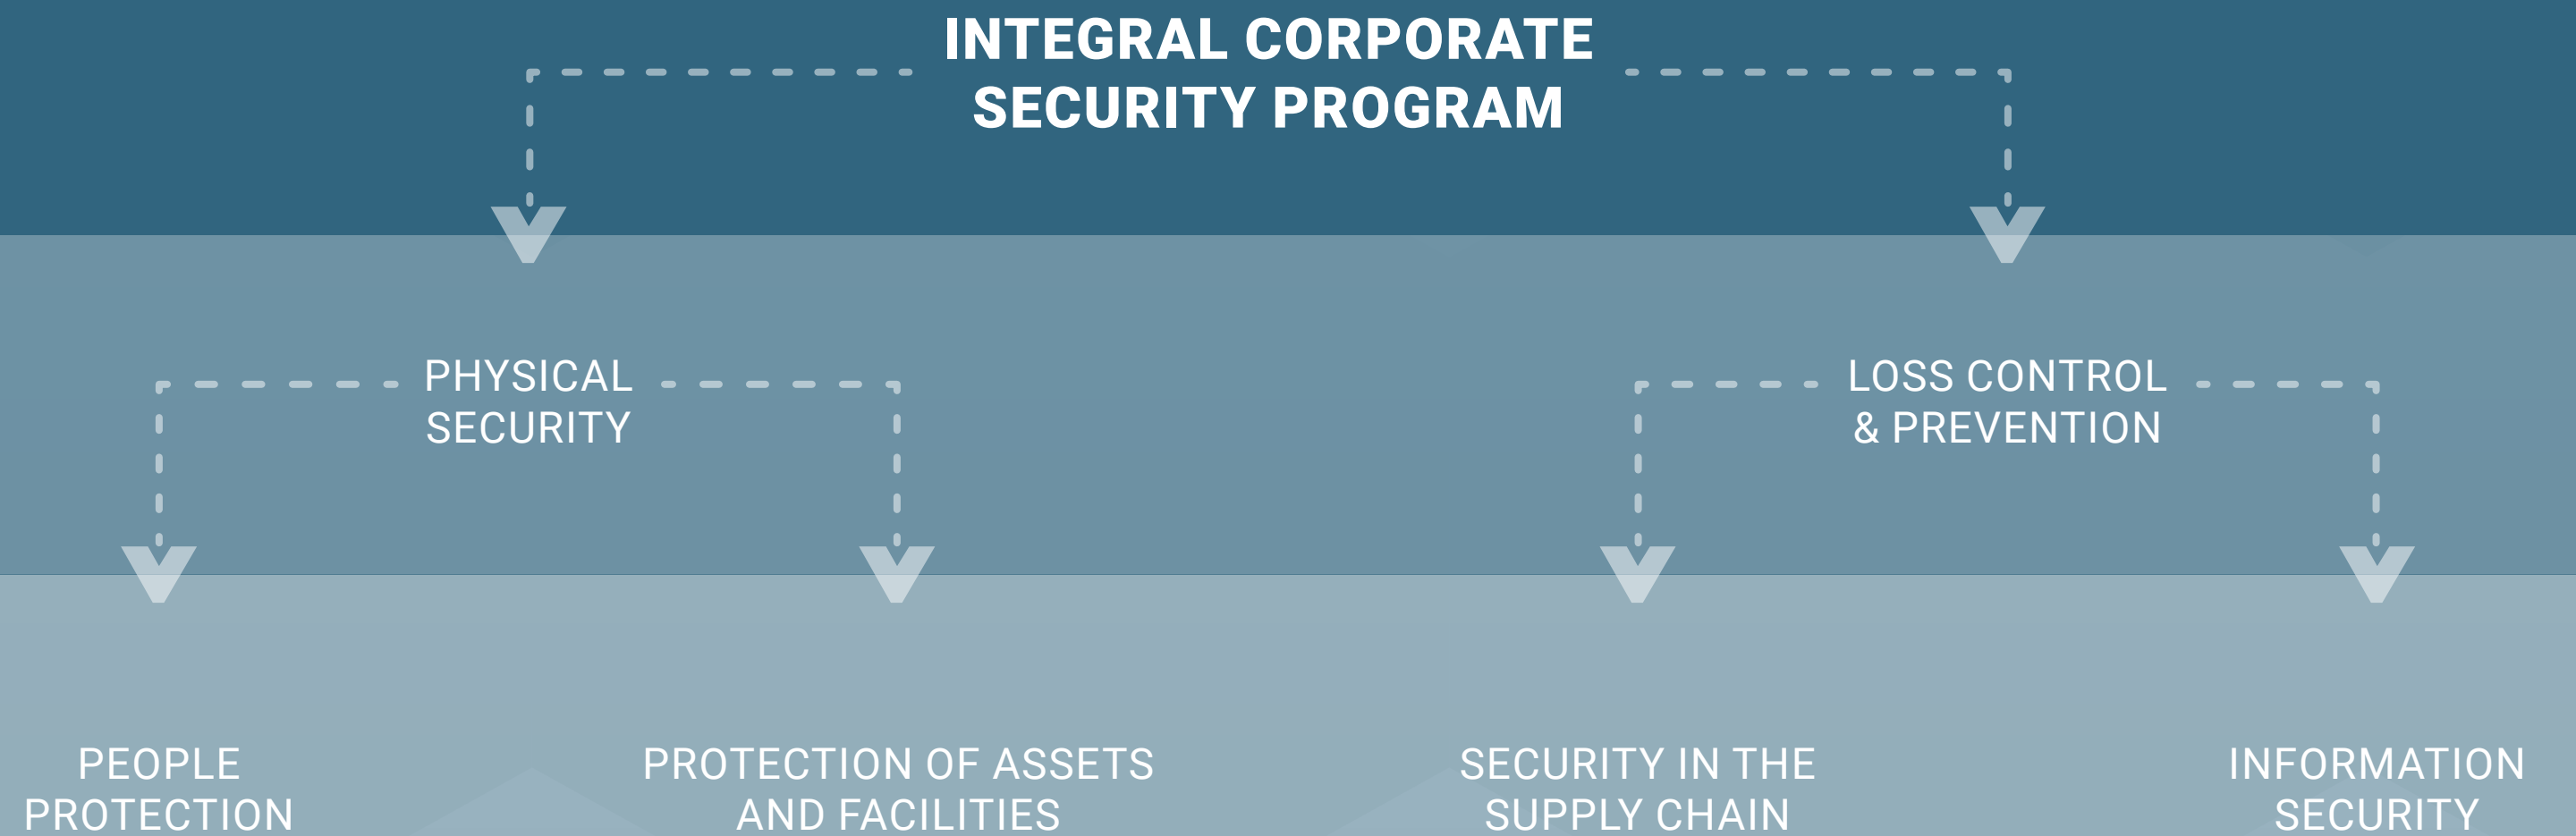 INTEGRAL CORPORATE
SECURITY PROGRAM
PHYSICAL
SECURITY
LOSS CONTROL
& PREVENTION
PEOPLE
PROTECTION
PROTECTION OF ASSETS
AND FACILITIES
SECURITY IN THE
SUPPLY CHAIN
INFORMATION
SECURITY